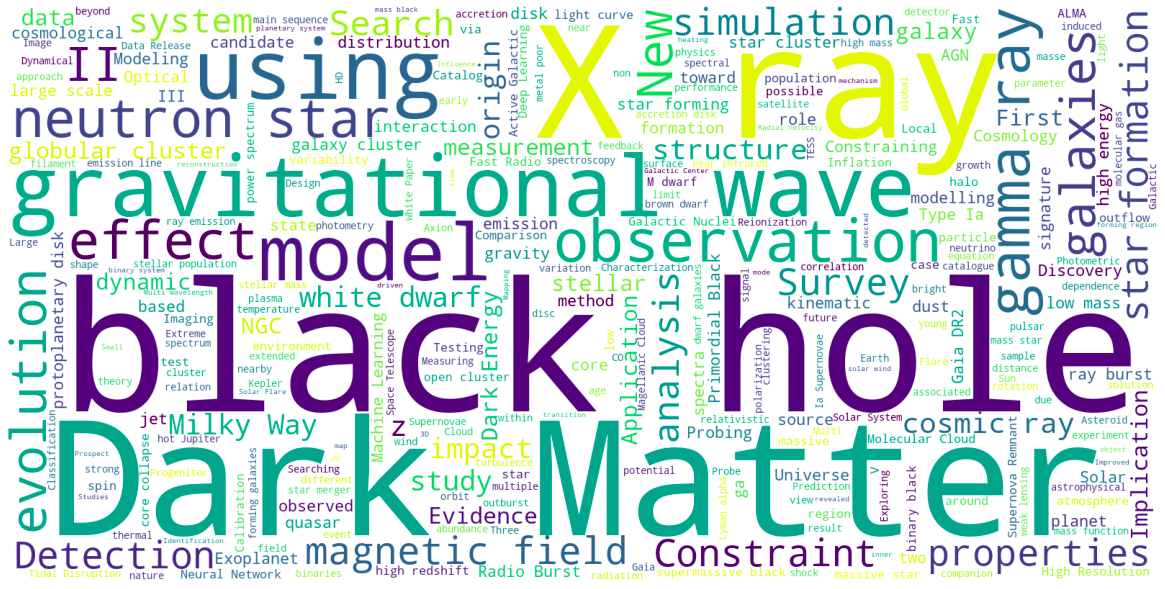 data
cosmological
system
main sequence
planetary system
mass black
beyond
Search
accretion
disk
light curve
via
simulation
near
detector
Fast
ALMA
induced
Image
Data Release
Dynamical
II
Modeling
candidate
distribution
spectral
star cluster
high mass
galaxy
AGN
heating
physics
masse
approach
large scale
III
Optical
HD
Influence
Catalog
using
origin
Active Galactic
Deep Learning
metal poor
non
New
X ray
toward
performance
population
possible
mechanism
satellite
Global
parameter
light
gamma ray
galaxies
star formation
neutron star
interaction
early
star forming
accretion disk
formation
role
Radial Velocity
Local
Cosmology
First
high energy
molecular gas
globular cluster
power spectrum
galaxy cluster
measurement
feedback
structure
TESS
Constraining
filament
emission line
reconstruction
variability
Fast Radio
spectroscopy
surface
near infrared
Galactic Center
Inflation
growth
gravitational wave
Design
White Paper
time
M dwarf
limit
brown dwarf
halo
modelling
signature
Galactic
Type Ia
outflow
forming region
state
photometry
Axion
emission
Galactic Nuclei
Reionization
detected
particle
neutrino
equation
Large
ray emission
effect
model
Comparison
gravity
observation
case
catalogue
Photometric
dependence
Discovery
shape
stellar population
binary system
Multi wavelength
driven
Mapping
variation
Characterization
signal
mode
correlation
Survey
bright
low mass
evolution
protoplanetary disk
dynamic
stellar mass
plasma
temperature
white dwarf
Dark Energy
stellar
method
disc
analysis
Primordial Black
future
kinematic
dust
young
Gaia DR2
pulsar
mass star
based
Imaging
Extreme
spectrum
NGC
environment
extended
Machine Learning
Space Telescope
Testing
Measuring
open cluster
core
low
CO
age
Application
Magellanic Cloud
spectra
dwarf galaxies
polarization
clustering
Ia Supernovae
Earth
solar wind
Flare
sample
distance
Sun
rotation
ray burst
solution
Small
test
cluster
nearby
theory
relation
Kepler
Solar Flare
black hole
associated
due
Classification
jet
Milky Way
z
Supernovae
Cloud
within
transition
relativistic
source
Solar System
Multi
massive
cosmic ray
Asteroid
experiment
Implication
Prospect
Studies
strong
spin
core collapse
hot Jupiter
Progenitor
map
QE
Searching
different
star merger
3D
wind
turbulence
impact
star
multiple
potential
Probing
Probe
Lyman alpha
Universe
Prediction
view
revealed
V
Exploring
Molecular Cloud
around
Supernova Remnant
weak lensing
object
Improved
Solar
astrophysical
atmosphere
Dark Matter
thermal
Identification
Calibration
forming galaxies
observed
quasar
event
study
orbit
outburst
abundance
Evidence
Three
ga
region
result
binary black
planet
mass function
Detection
Tidal Disruption
nature
Exoplanet
Neural Network
field
binaries
magnetic field
high redshift
Gaia
Radio Burst
radiation
supermassive black
shock
Constraint
massive star
inner
two
properties
companion
High Resolution